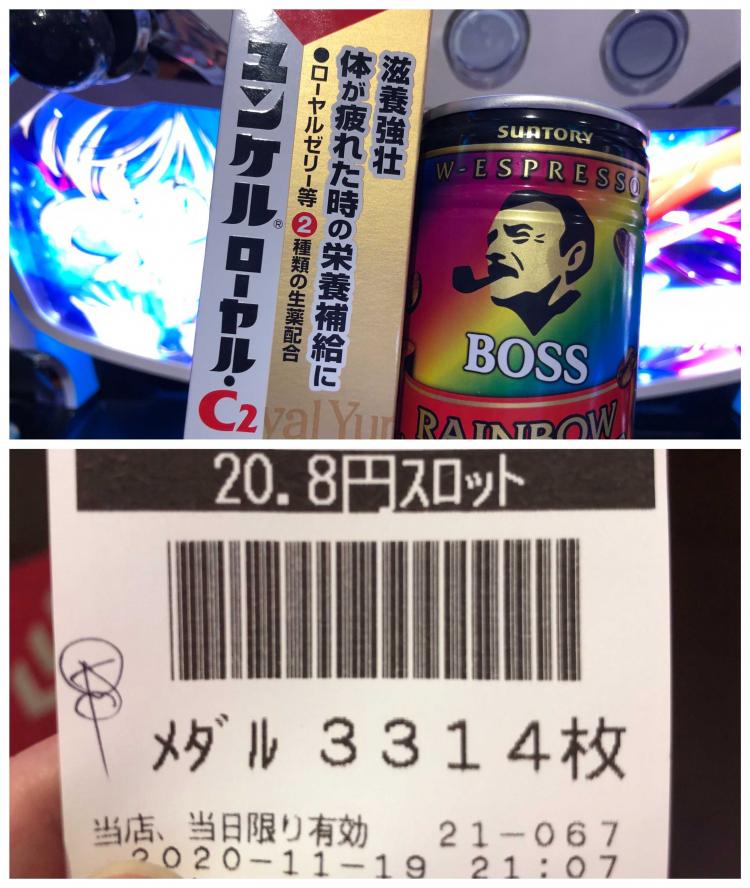 滋養強壮
体が疲れた時の栄養補給に
●ローヤルゼリー等2種類の生薬配合
ユンケル®ローヤル・C2
SUNTORY
W-ESPRESSO
BOSS
RAINBOW
20.8円スロット
メダル 3314枚
当店、当日限り有効 21-067
2020-11-19 21:07